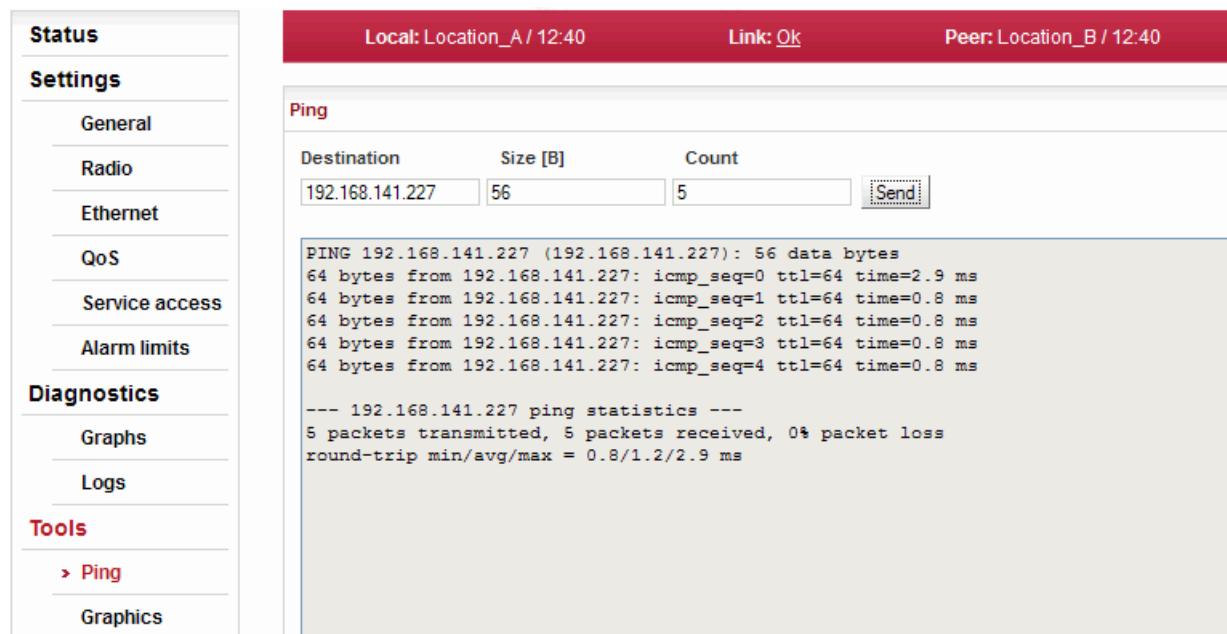 Status
Settings
General
Radio
Ethernet
QoS
Service access
Alarm limits
Diagnostics
Graphs
Logs
Tools
> Ping
Graphics
Local: Location_A / 12:40 Link: Ok Peer: Location_B / 12:40
Ping
Destination Size [B] Count
192.168.141.227 56 5 Send
PING 192.168.141.227 (192.168.141.227): 56 data bytes
64 bytes from 192.168.141.227: icmp_seq=0 ttl=64 time=2.9 ms
64 bytes from 192.168.141.227: icmp_seq=1 ttl=64 time=0.8 ms
64 bytes from 192.168.141.227: icmp_seq=2 ttl=64 time=0.8 ms
64 bytes from 192.168.141.227: icmp_seq=3 ttl=64 time=0.8 ms
64 bytes from 192.168.141.227: icmp_seq=4 ttl=64 time=0.8 ms
--- 192.168.141.227 ping statistics ---
5 packets transmitted, 5 packets received, 0% packet loss
round-trip min/avg/max = 0.8/1.2/2.9 ms